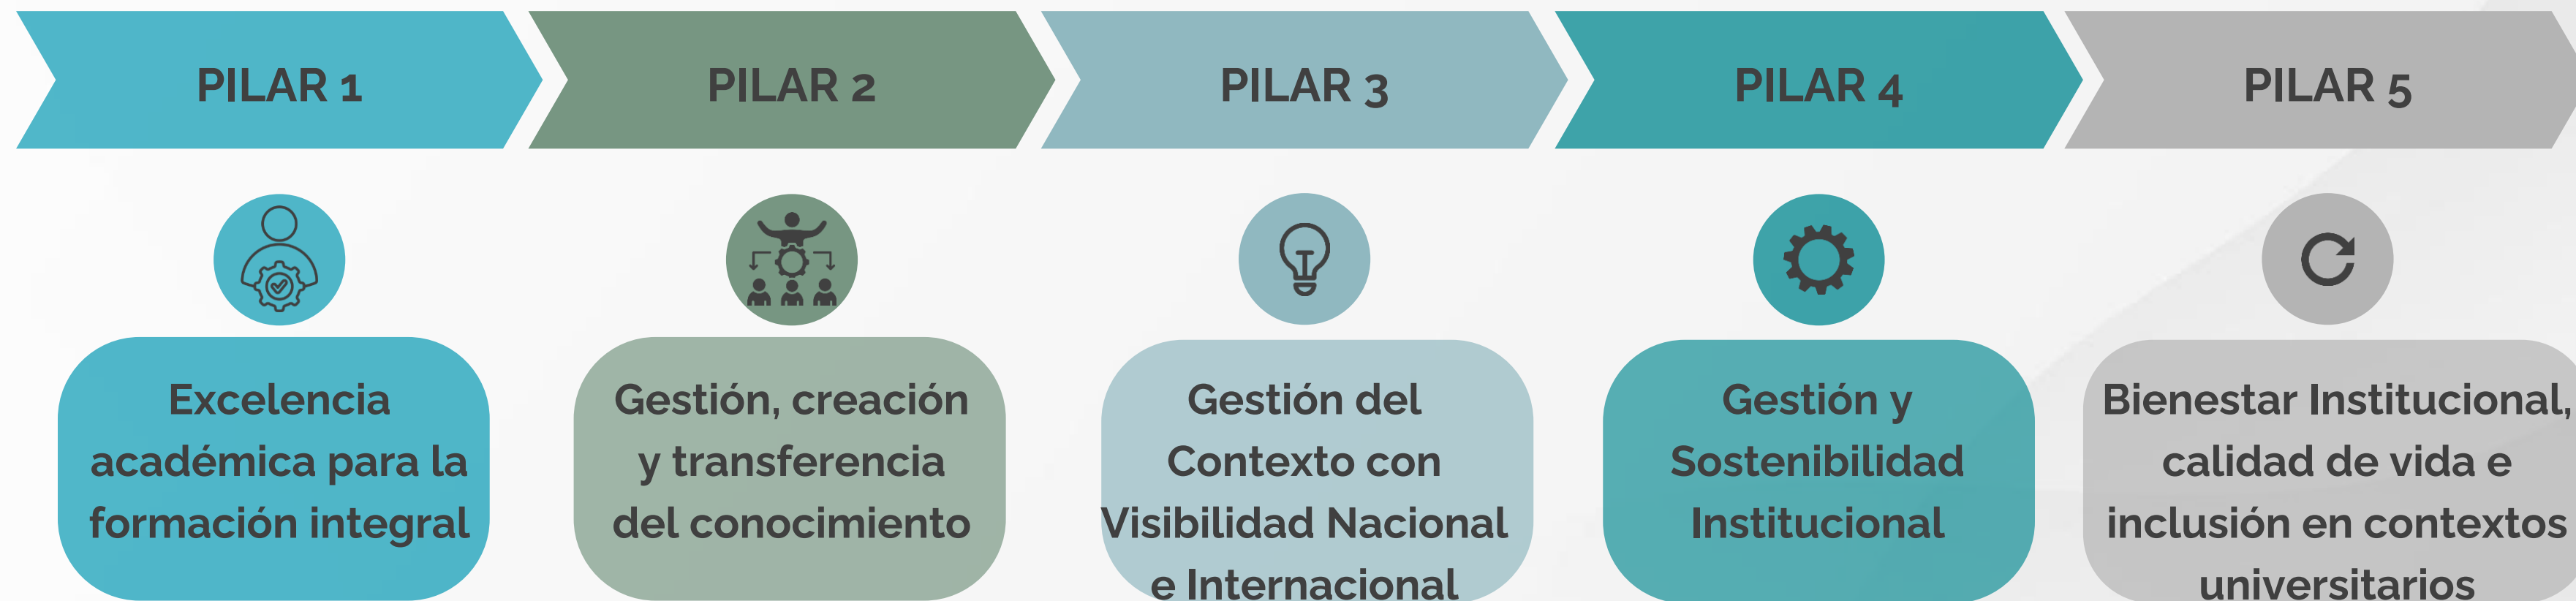 PILAR 1
PILAR 2
PILAR 3
PILAR 4
PILAR 5
Excelencia
académica para la
formación integral
Gestión, creación
y transferencia
del conocimiento
Gestión del
Contexto con
Visibilidad Nacional
e Internacional
Gestión y
Sostenibilidad
Institucional
Bienestar Institucional,
calidad de vida e
inclusión en contextos
universitarios